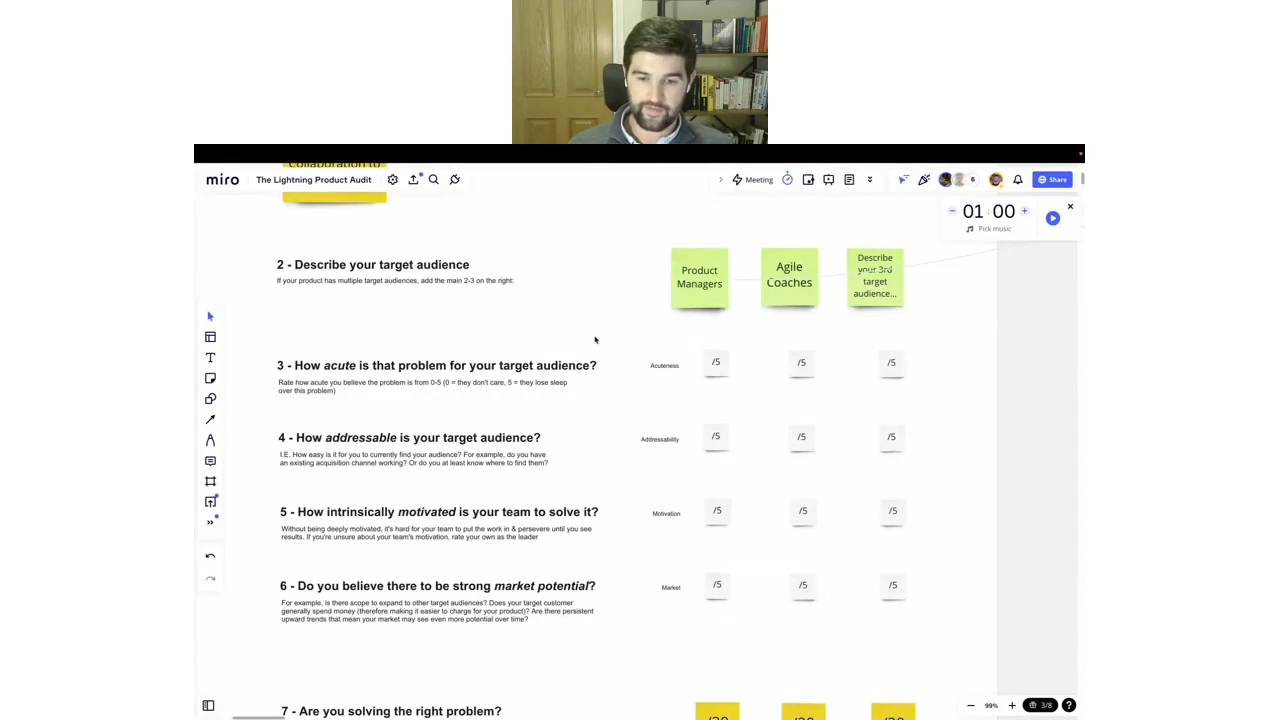 Collaboration to
miro
The Lightning Product Audit
Meeting
6
Share
01 : 00
Pick music
2 - Describe your target audience
If your product has multiple target audiences, add the main 2-3 on the right:
Product
Managers
Agile
Coaches
Describe
your 3rd
target
audience...
3 - How acute is that problem for your target audience?
Rate how acute you believe the problem is from 0-5 (0 = they don't care, 5 = they lose sleep
over this problem)
Acuteness
/5
/5
/5
4 - How addressable is your target audience?
I.E. How easy is it for you to currently find your audience? For example, do you have
an existing acquisition channel working? Or do you at least know where to find them?
Addressability
/5
/5
/5
5 - How intrinsically motivated is your team to solve it?
Without being deeply motivated, it's hard for your team to put the work in & persevere until you see
results. If you're unsure about your team's motivation, rate your own as the leader
Motivation
/5
/5
/5
6 - Do you believe there to be strong market potential?
For example, is there scope to expand to other target audiences? Does your target customer
generally spend money (therefore making it easier to charge for your product)? Are there persistent
upward trends that mean your market may see even more potential over time?
Market
/5
/5
/5
7 - Are you solving the right problem?
/20
/20
/20
99%
3/8